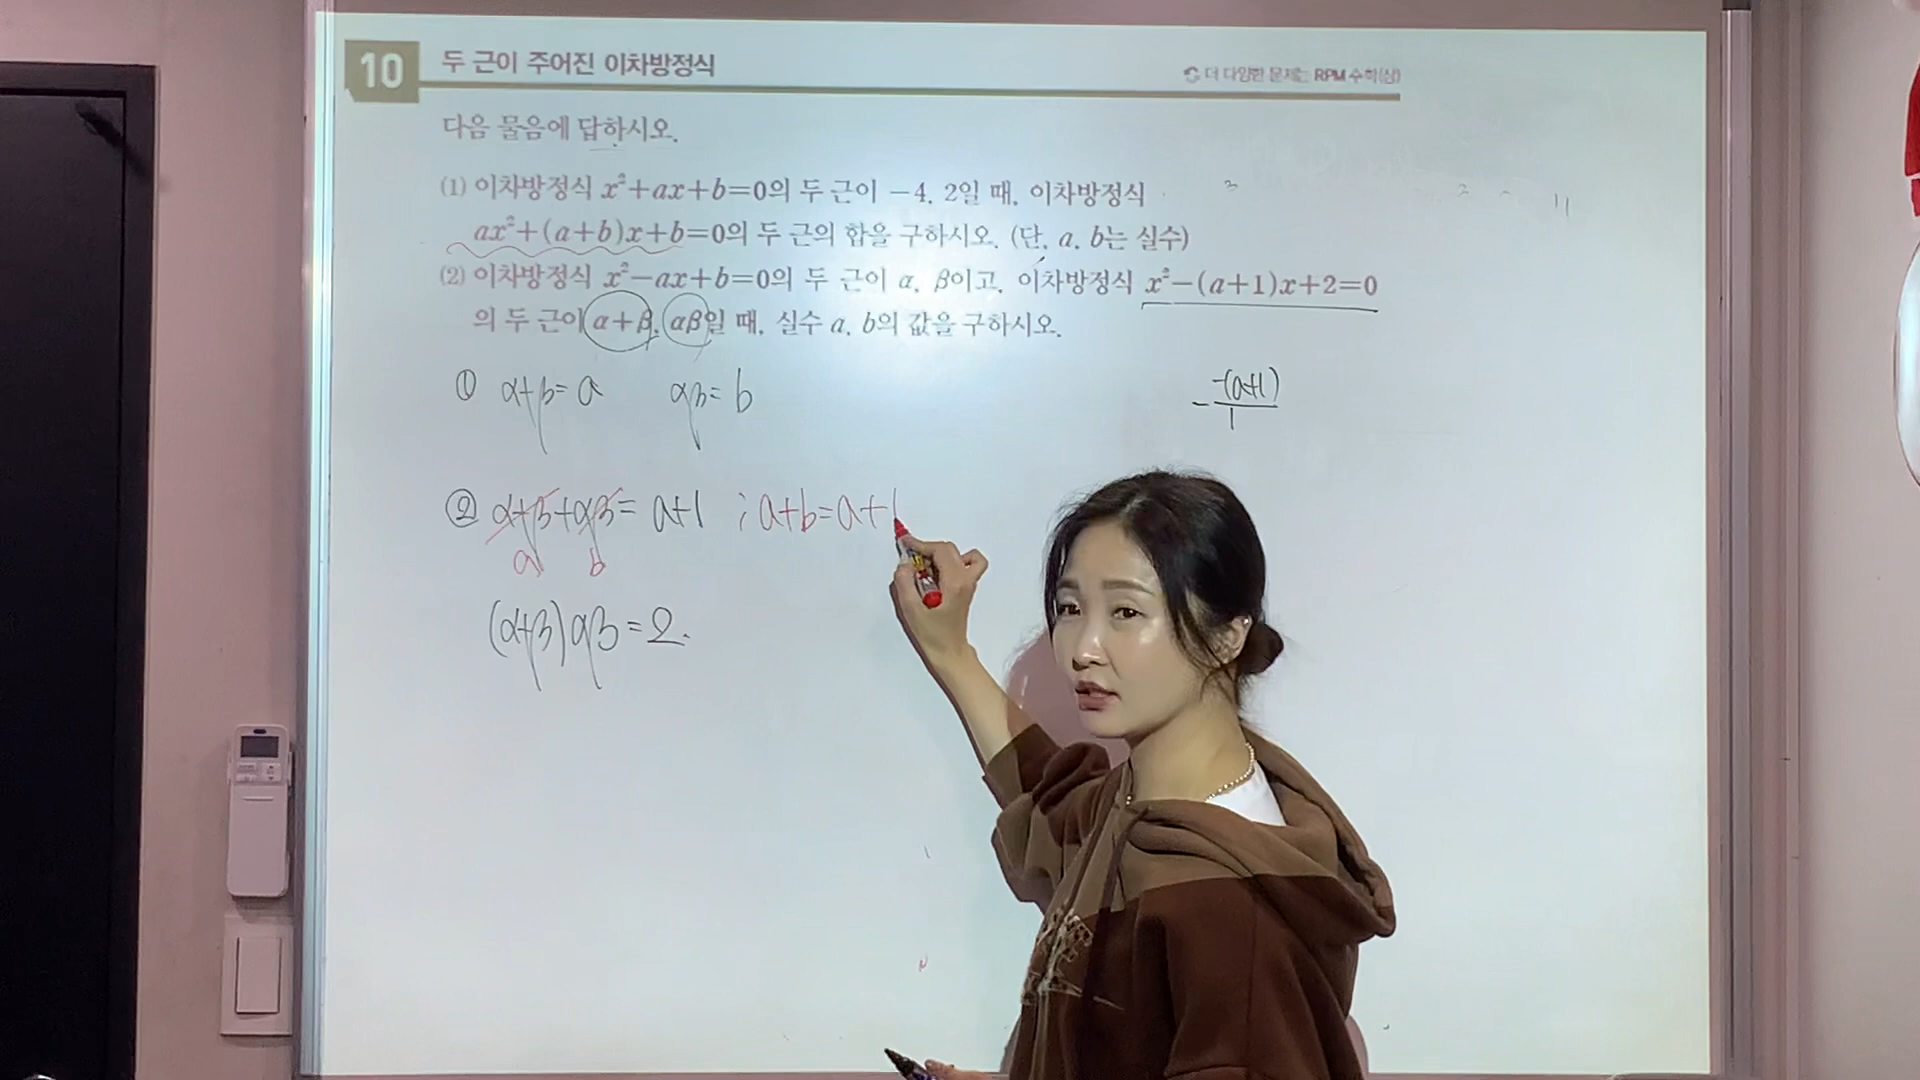 10 두 근이 주어진 이차방정식
더 다양한 문제는 RPM 수학(상)
다음 물음에 답하시오.
(1) 이차방정식 x²+ax+b=0의 두 근이 −4, 2일 때, 이차방정식
ax²+(a+b)x+b=0의 두 근의 합을 구하시오. (단, a, b는 실수)
(2) 이차방정식 x²−ax+b=0의 두 근이 α, β이고, 이차방정식 x²−(a+1)x+2=0
의 두 근이 α+β, αβ일 때, 실수 a, b의 값을 구하시오.
① α+β=a αβ=b
−−(a+1)/1
② α+β+αβ=a+1 ; a+b=a+1
a b
(α+β)αβ=2.